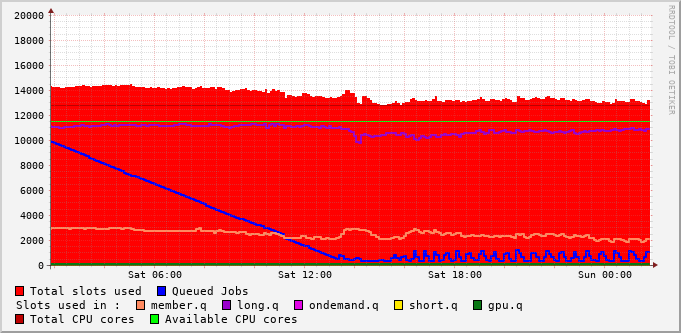 20000
18000
16000
14000
12000
10000
8000
6000
4000
2000
0
Sat 06:00 Sat 12:00 Sat 18:00 Sun 00:00
RRDTOOL / TOBI OETIKER
Total slots used Queued Jobs
Slots used in : member.q long.q ondemand.q short.q gpu.q
Total CPU cores Available CPU cores